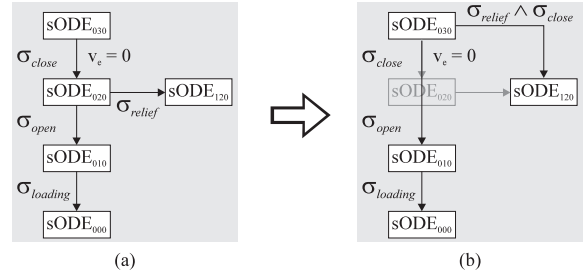 sODE₀₃₀
σclose
vₑ = 0
sODE₀₂₀
sODE₁₂₀
σrelief
σopen
sODE₀₁₀
σloading
sODE₀₀₀
(a)
σrelief ∧ σclose
sODE₀₃₀
σclose
vₑ = 0
sODE₀₂₀
sODE₁₂₀
σopen
sODE₀₁₀
σloading
sODE₀₀₀
(b)